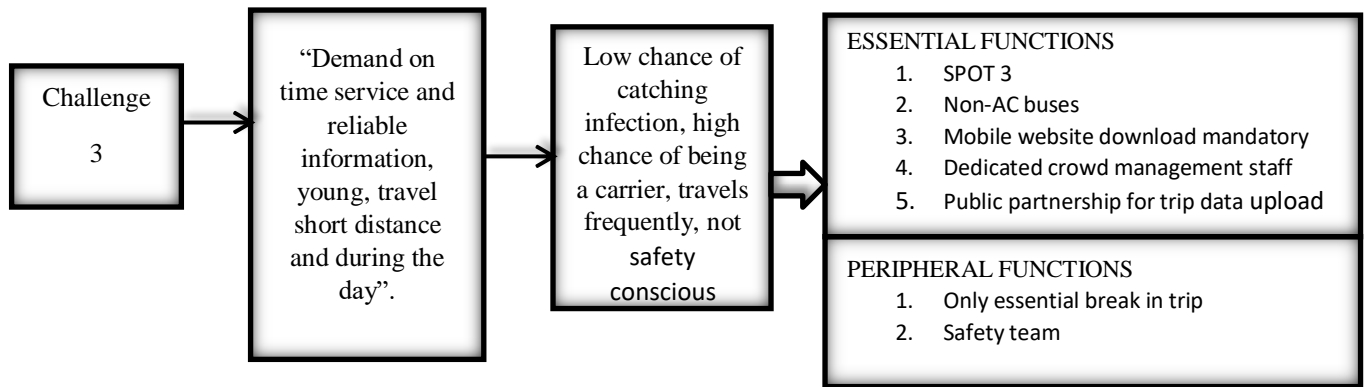 Challenge
3
“Demand on
time service and
reliable
information,
young, travel
short distance
and during the
day”.
Low chance of
catching
infection, high
chance of being
a carrier, travels
frequently, not
safety
conscious
ESSENTIAL FUNCTIONS
1. SPOT 3
2. Non-AC buses
3. Mobile website download mandatory
4. Dedicated crowd management staff
5. Public partnership for trip data upload
PERIPHERAL FUNCTIONS
1. Only essential break in trip
2. Safety team